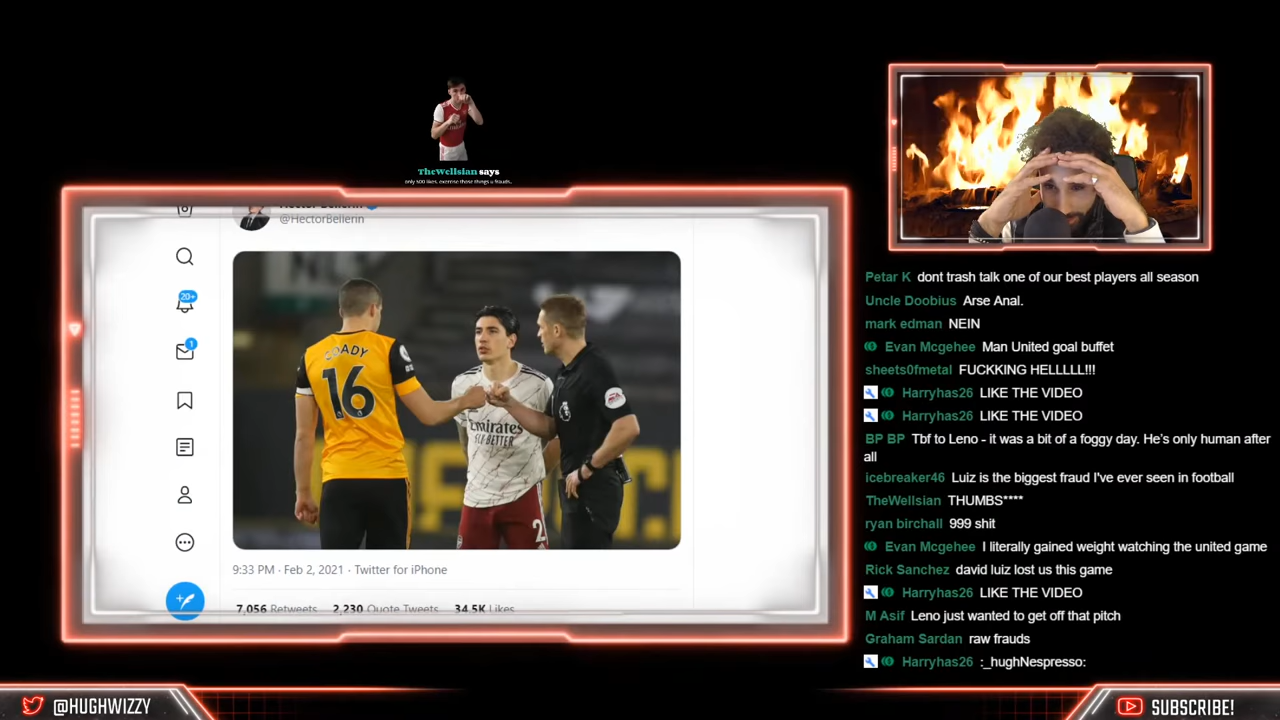 TheWellsian says
only 500 likes. exercise those things u frauds.
@HectorBellerin
20+
1
COADY
16
Emirates
FLY BETTER
2
9:33 PM · Feb 2, 2021 · Twitter for iPhone
7,056 Retweets 2,230 Quote Tweets 34.5K Likes
Petar K dont trash talk one of our best players all season
Uncle Doobius Arse Anal.
mark edman NEIN
Evan Mcgehee Man United goal buffet
sheets0fmetal FUCKKING HELLLLL!!!
Harryhas26 LIKE THE VIDEO
Harryhas26 LIKE THE VIDEO
BP BP Tbf to Leno - it was a bit of a foggy day. He's only human after
all
icebreaker46 Luiz is the biggest fraud I've ever seen in football
TheWellsian THUMBS****
ryan birchall 999 shit
Evan Mcgehee I literally gained weight watching the united game
Rick Sanchez david luiz lost us this game
Harryhas26 LIKE THE VIDEO
M Asif Leno just wanted to get off that pitch
Graham Sardan raw frauds
Harryhas26 :_hughNespresso:
@HUGHWIZZY
SUBSCRIBE!